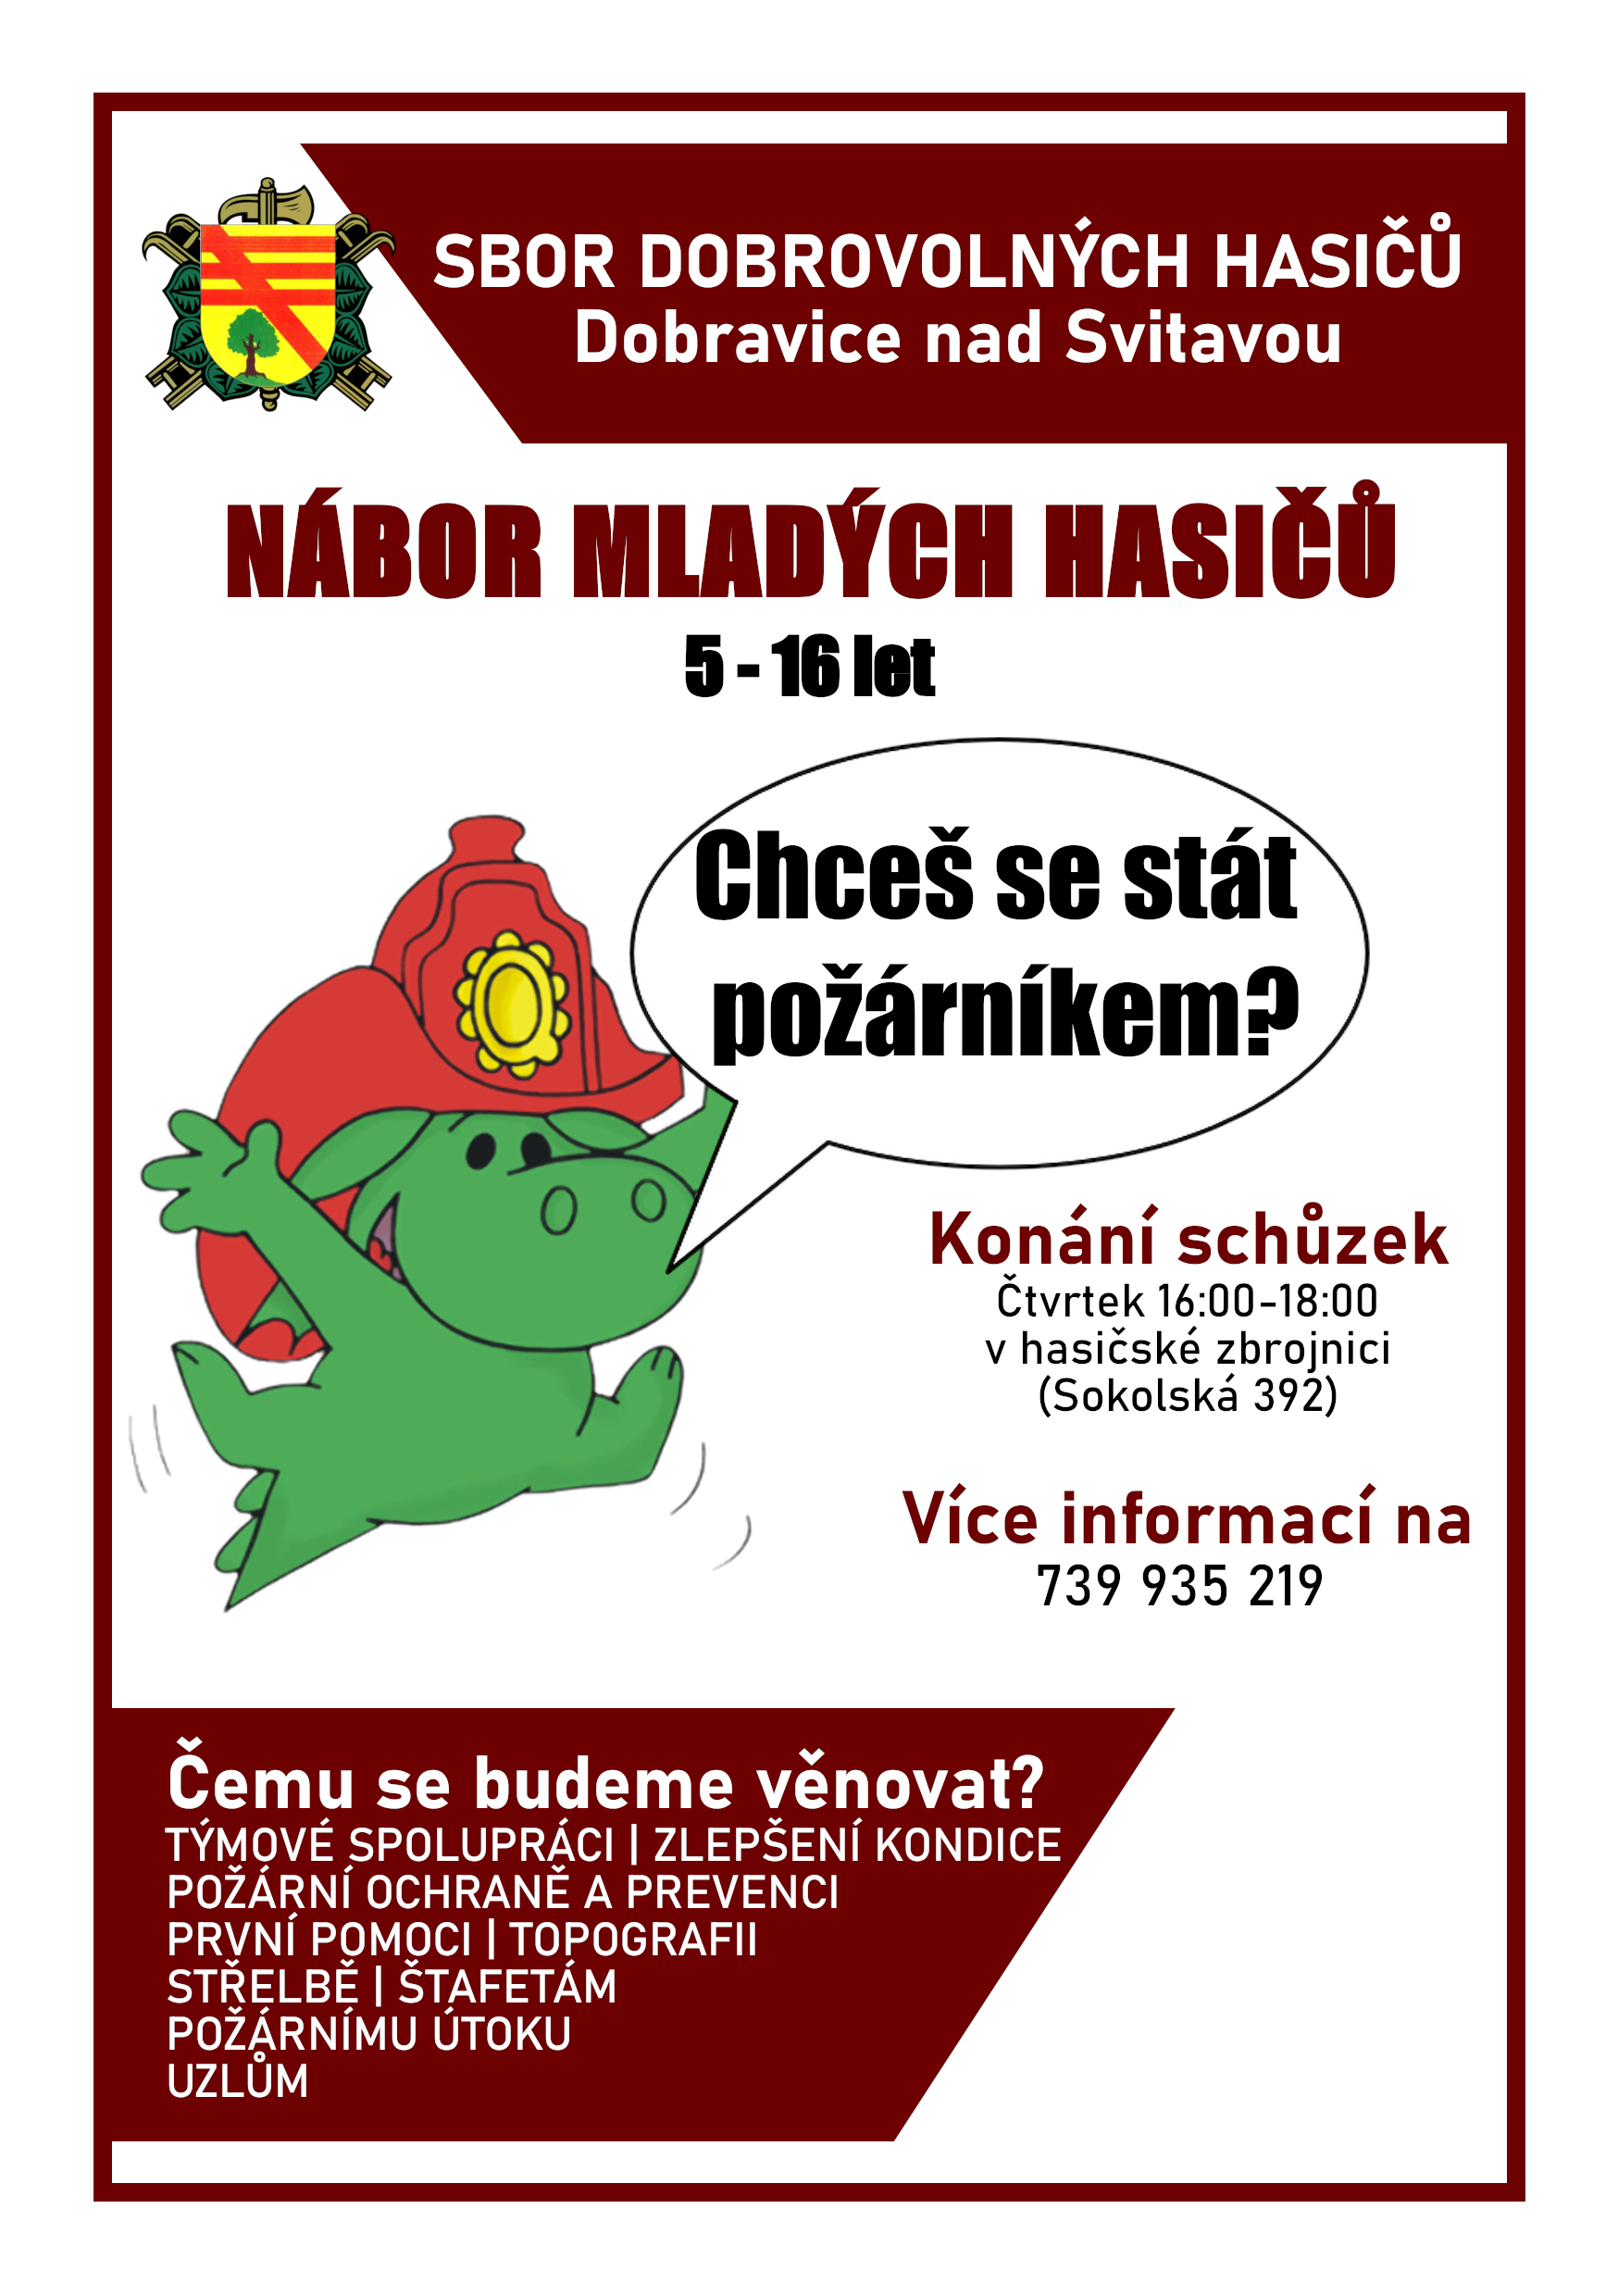 SBOR DOBROVOLNÝCH HASIČŮ
Dobravice nad Svitavou
NÁBOR MLADÝCH HASIČŮ
5 - 16 let
Chceš se stát
požárníkem?
Konání schůzek
Čtvrtek 16:00-18:00
v hasičské zbrojnici
(Sokolská 392)
Více informací na
739 935 219
Čemu se budeme věnovat?
TÝMOVÉ SPOLUPRÁCI | ZLEPŠENÍ KONDICE
POŽÁRNÍ OCHRANĚ A PREVENCI
PRVNÍ POMOCI | TOPOGRAFII
STŘELBĚ | ŠTAFETÁM
POŽÁRNÍMU ÚTOKU
UZLŮM